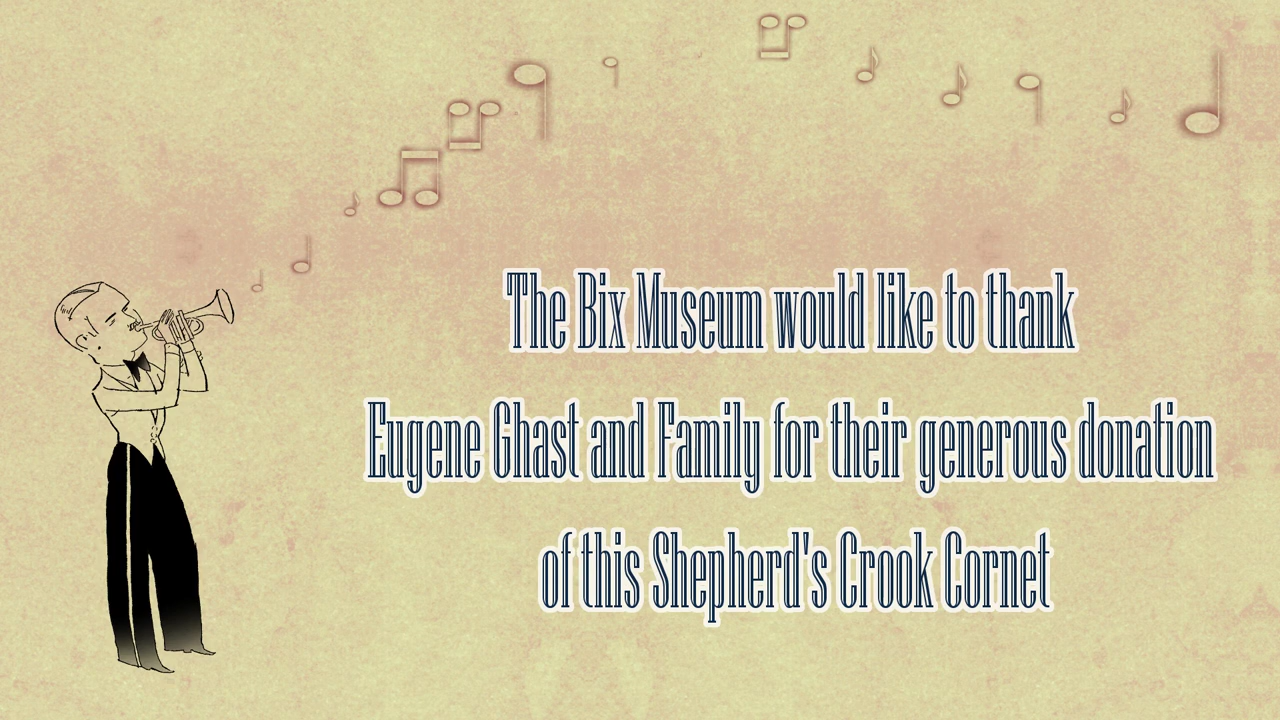 The Bix Museum would like to thank
Eugene Ghast and Family for their generous donation
of this Shepherd's Crook Cornet